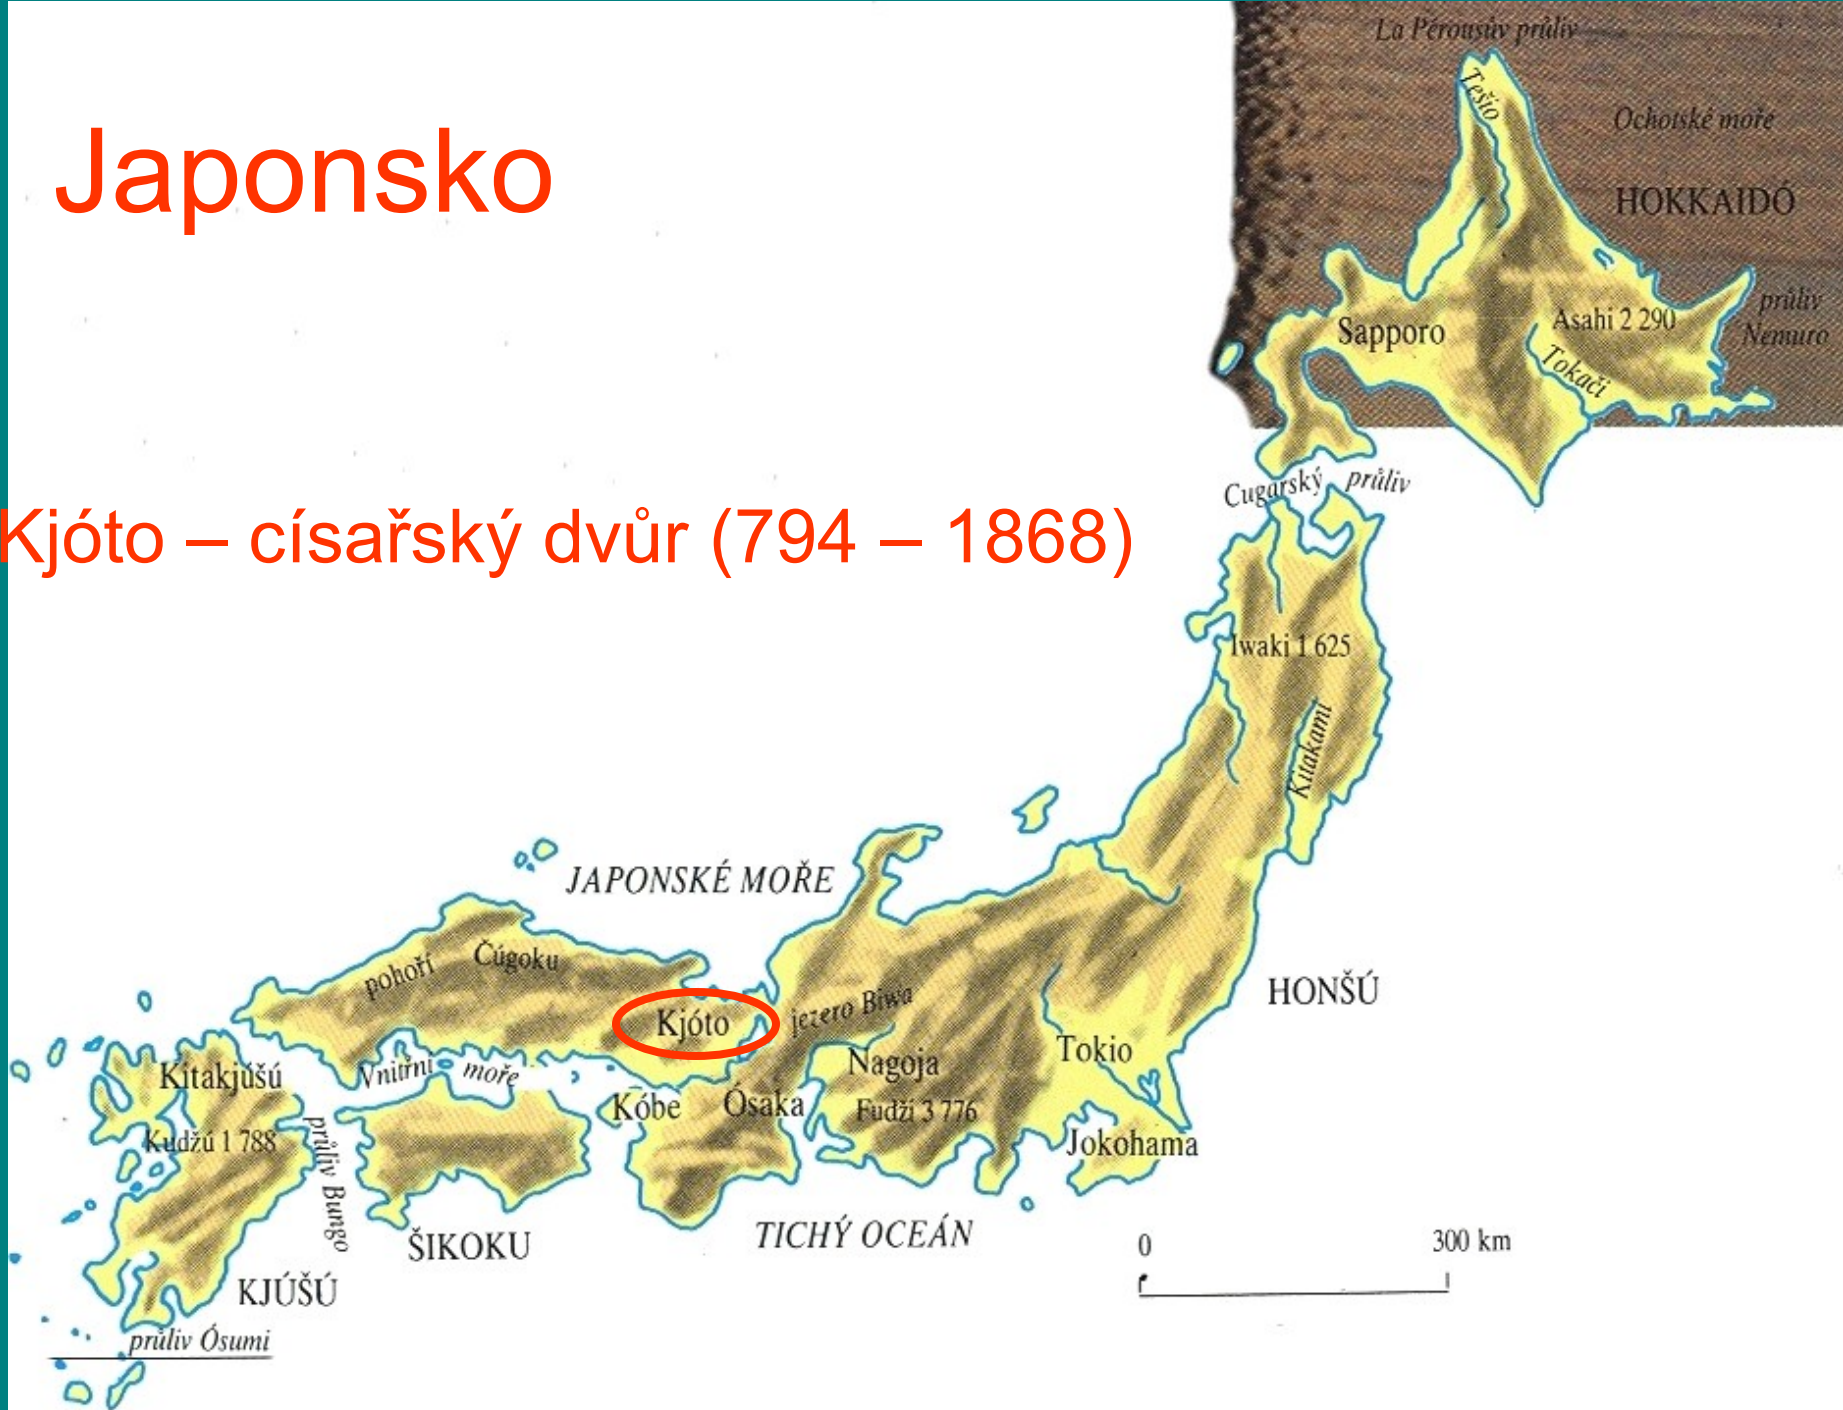 La Pérousův průliv
Tešio
Ochotské moře
Japonsko
HOKKAIDÓ
průliv
Nemuro
Asahi 2 290
Sapporo
Tokači
Cugarský průliv
Kjóto – císařský dvůr (794 – 1868)
Iwaki 1 625
Kitakami
JAPONSKÉ MOŘE
pohoří Čúgoku
HONŠÚ
jezero Biwa
Kjóto
Tokio
Nagoja
Vnitřní moře
Kitakjúšú
Kóbe
Ósaka
Fudži 3 776
Kudžú 1 788
Jokohama
průliv Bungo
TICHÝ OCEÁN
ŠIKOKU
0 300 km
KJÚŠÚ
průliv Ósumi